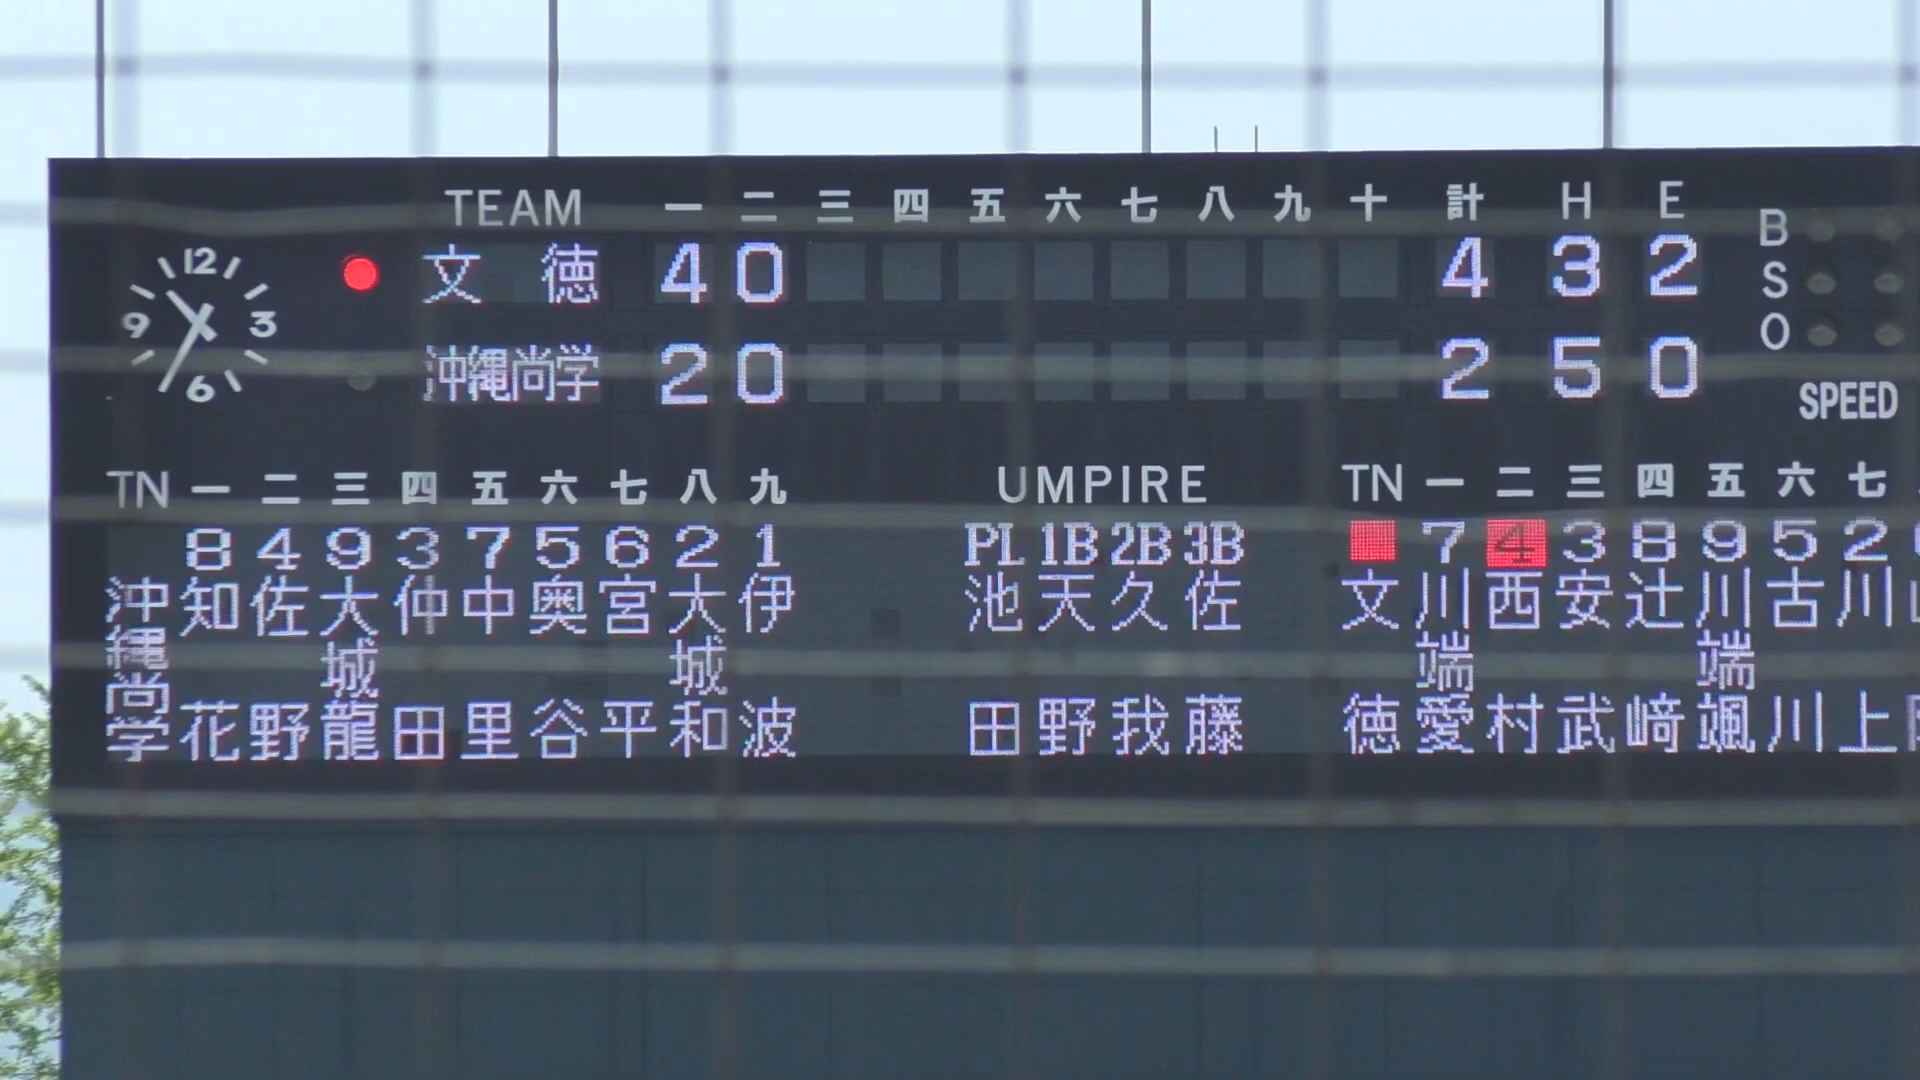 TEAM 一 二 三 四 五 六 七 八 九 十 計 H E
文徳 4 0 4 3 2
沖縄尚学 2 0 2 5 0
12
3
6
9
B
S
O
SPEED
TN 一 二 三 四 五 六 七 八 九
8 4 9 3 7 5 6 2 1
沖縄尚学 知花 佐野 大城龍 仲田 中里 奥谷 宮平 大城和 伊波
UMPIRE
PL 1B 2B 3B
池田 天野 久我 佐藤
TN 一 二 三 四 五 六 七
7 4 3 8 9 5 2
文徳 川端愛 西村 安武 辻﨑 川端颯 古川 川上